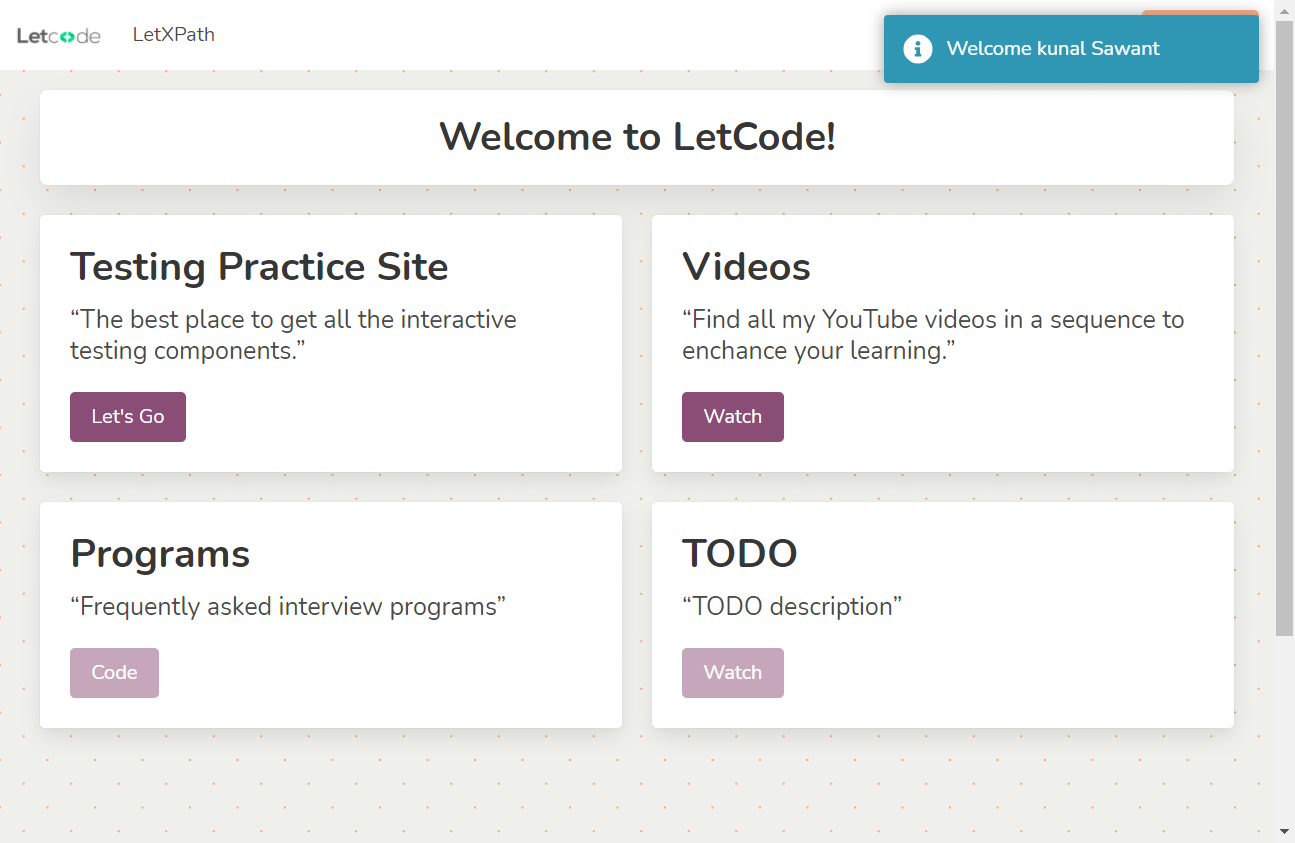 Letcode LetXPath
Welcome kunal Sawant
Welcome to LetCode!
Testing Practice Site
“The best place to get all the interactive
testing components.”
Let's Go
Videos
“Find all my YouTube videos in a sequence to
enchance your learning.”
Watch
Programs
“Frequently asked interview programs”
Code
TODO
“TODO description”
Watch